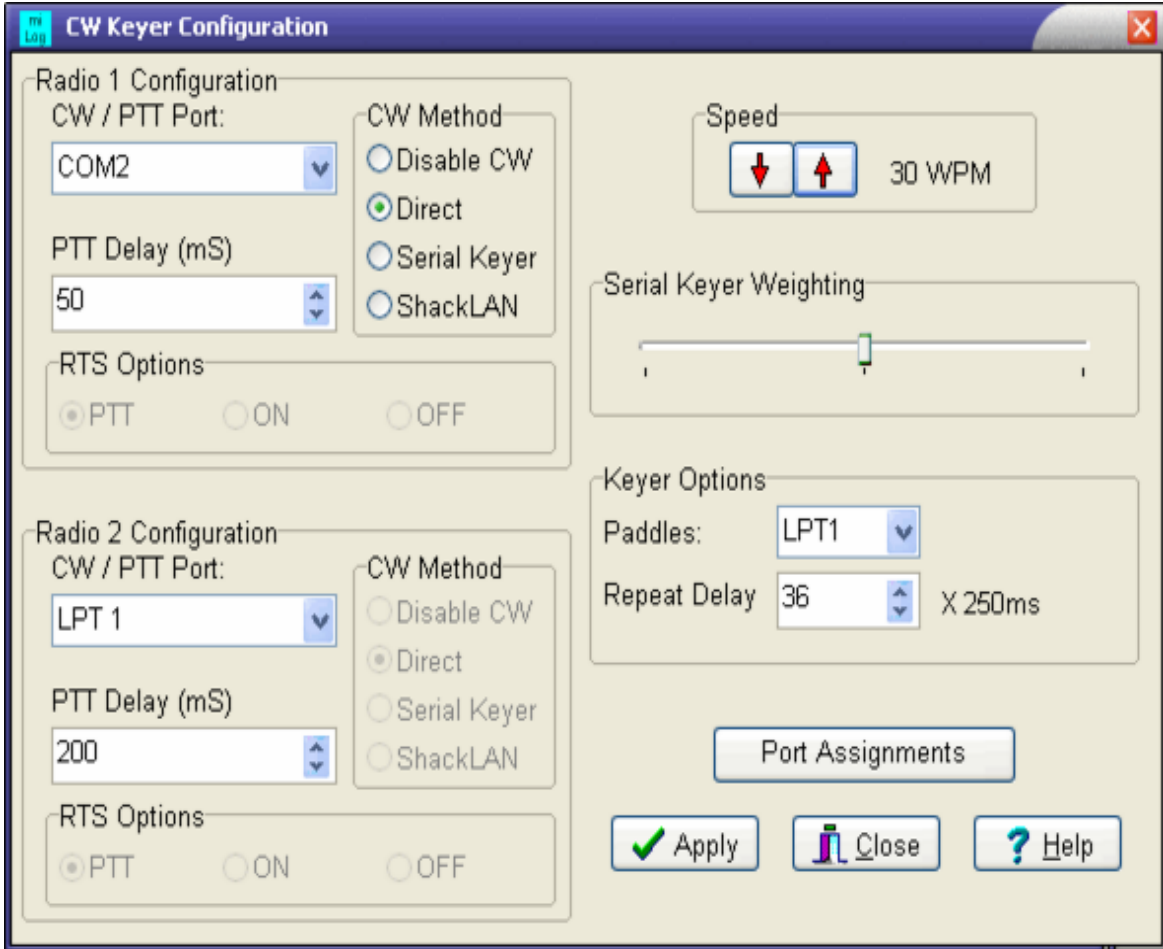 mi
Log
CW Keyer Configuration
Radio 1 Configuration
CW / PTT Port:
COM2
PTT Delay (mS)
50
CW Method
Disable CW
Direct
Serial Keyer
ShackLAN
RTS Options
PTT ON OFF
Radio 2 Configuration
CW / PTT Port:
LPT 1
PTT Delay (mS)
200
CW Method
Disable CW
Direct
Serial Keyer
ShackLAN
RTS Options
PTT ON OFF
Speed
30 WPM
Serial Keyer Weighting
Keyer Options
Paddles: LPT1
Repeat Delay 36 X 250ms
Port Assignments
Apply Close Help